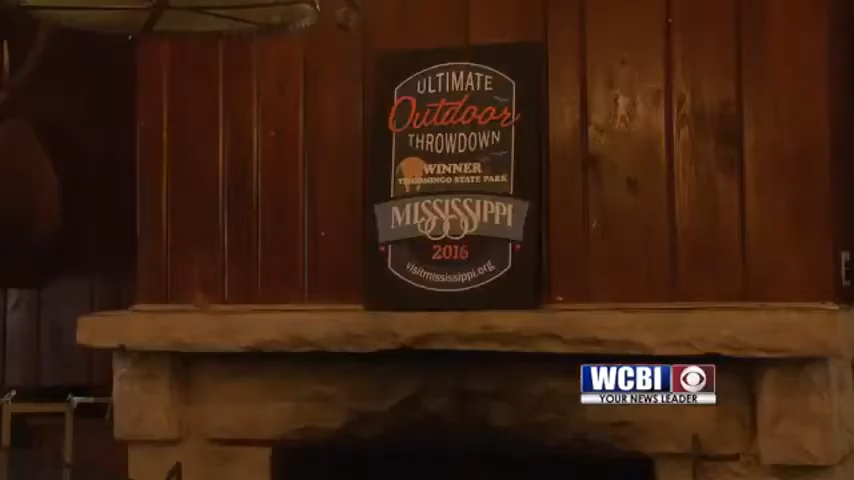 ULTIMATE
Outdoor
THROWDOWN
WINNER
TISHOMINGO STATE PARK
MISSISSIPPI
2016
visitmississippi.org
WCBI
YOUR NEWS LEADER